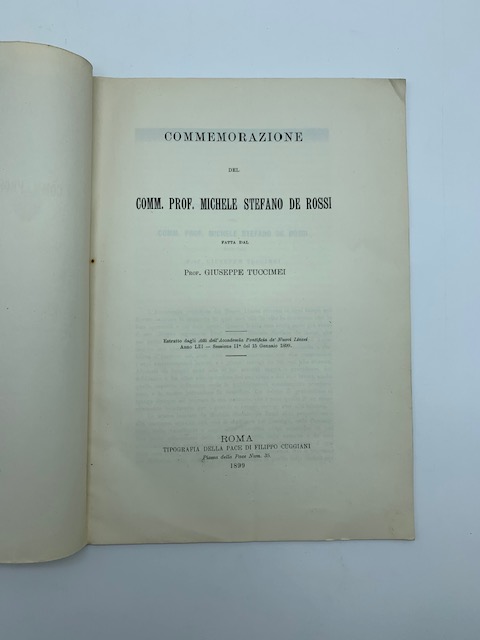 COMMEMORAZIONE
DEL
COMM. PROF. MICHELE STEFANO DE ROSSI
FATTA DAL
PROF. GIUSEPPE TUCCIMEI
Estratto dagli Atti dell'Accademia Pontificia de' Nuovi Lincei
Anno LII — Sessione IIª del 15 Gennaio 1899.
ROMA
TIPOGRAFIA DELLA PACE DI FILIPPO CUGGIANI
Piazza della Pace Num. 35.
1899